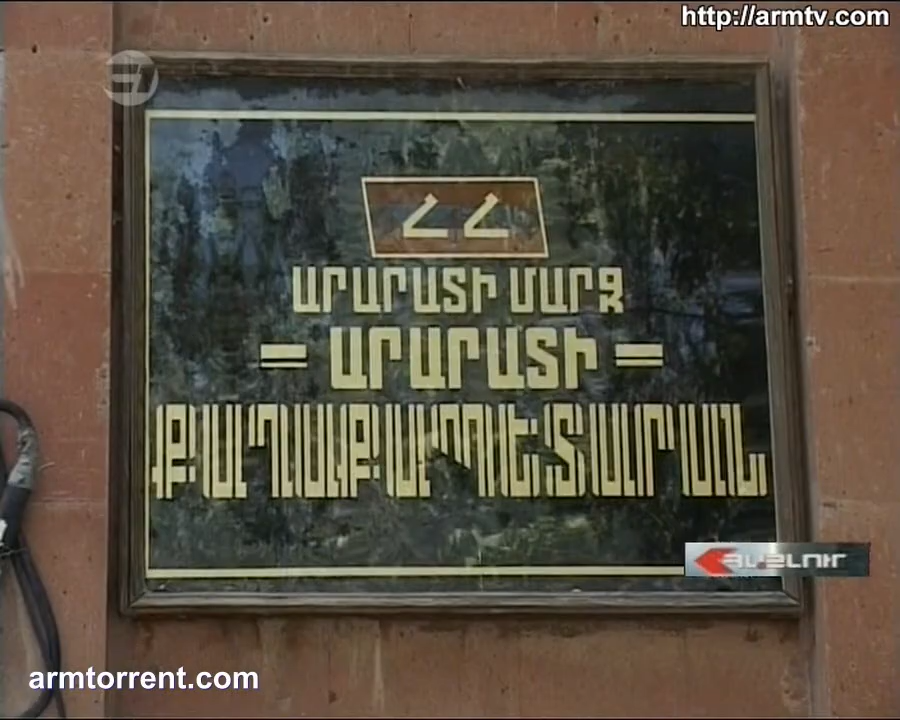 http://armtv.com
ՀՀ
ԱՐԱՐԱՏԻ ՄԱՐԶ
= ԱՐԱՐԱՏԻ =
ՔԱՂԱՔԱՊԵՏԱՐԱՆ
ՀԱՅԼՈՒՐ
armtorrent.com